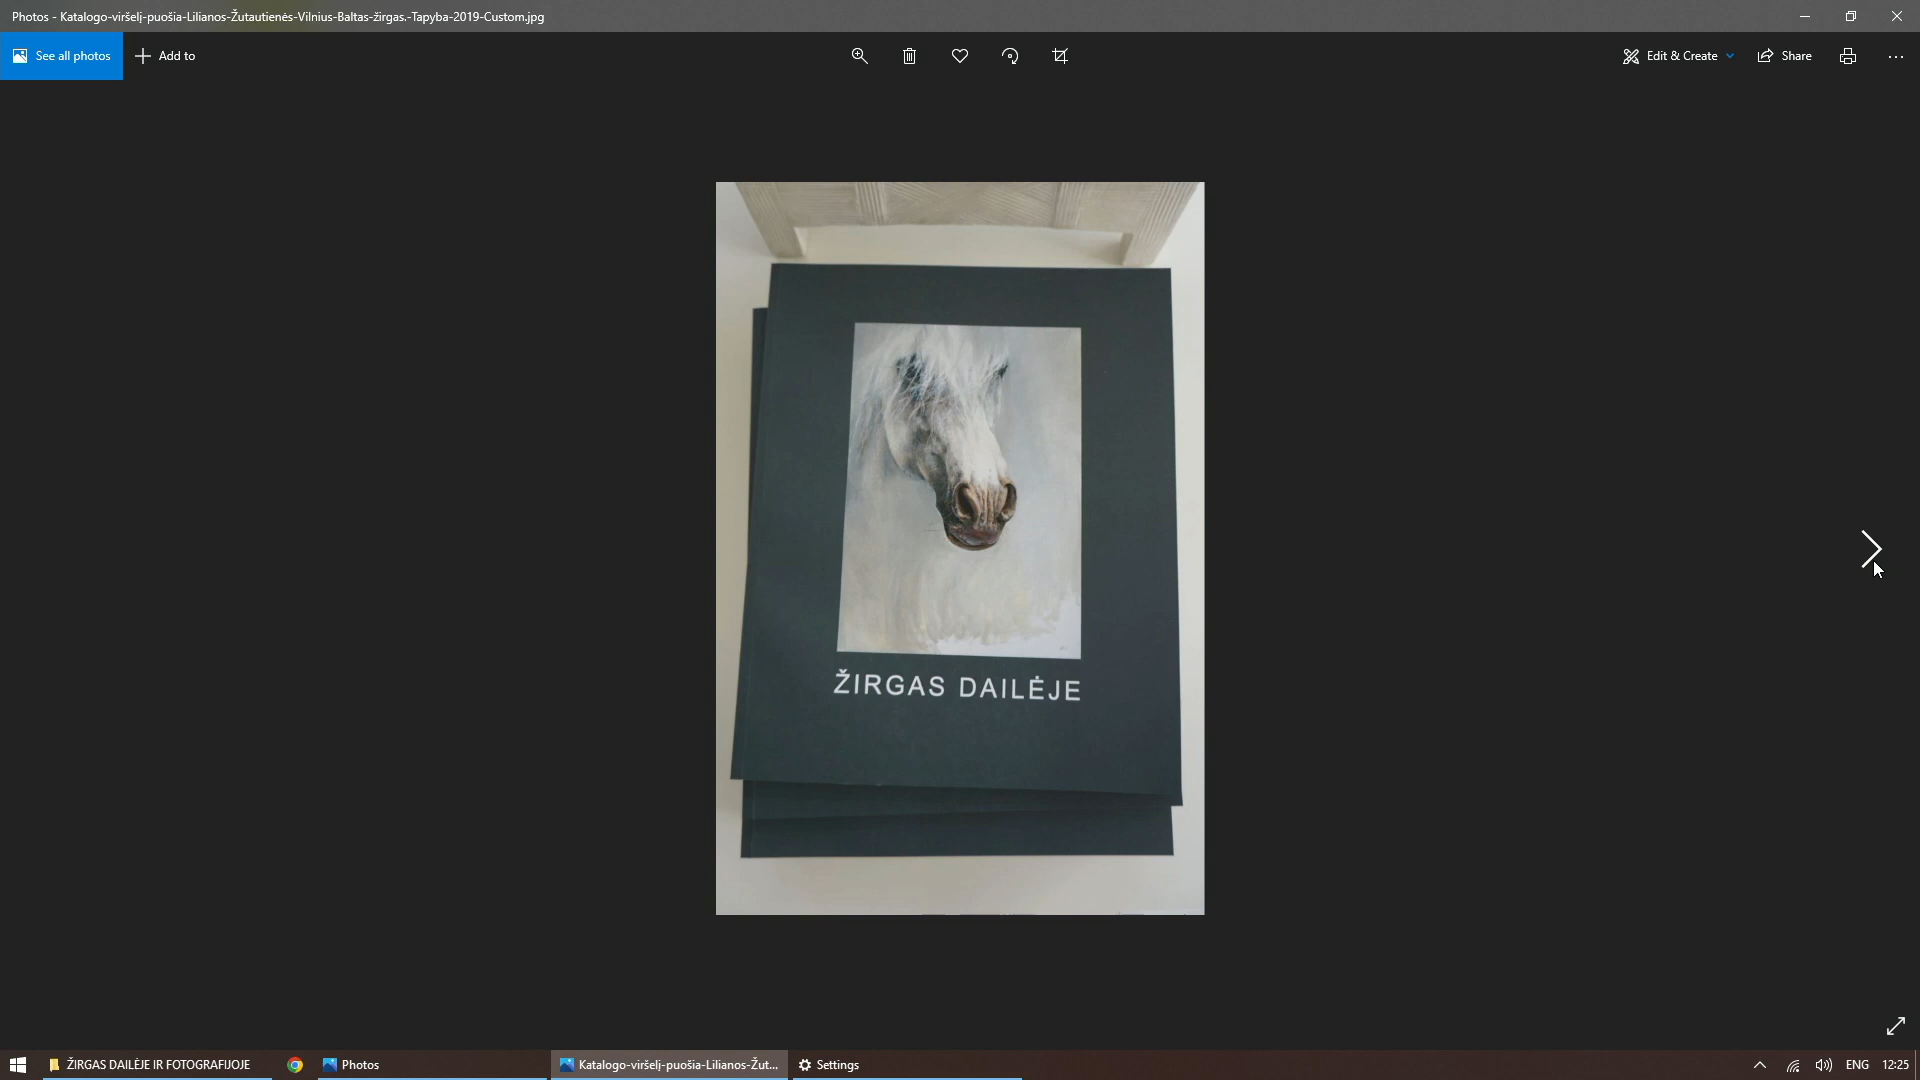 Photos - Katalogo-viršelį-puošia-Lilianos-Žutautienės-Vilnius-Baltas-žirgas.-Tapyba-2019-Custom.jpg
See all photos
Add to
Edit & Create
Share
ŽIRGAS DAILĖJE
ŽIRGAS DAILĖJE IR FOTOGRAFIJOJE
Photos
Katalogo-viršelį-puošia-Lilianos-Žut...
Settings
ENG
12:25